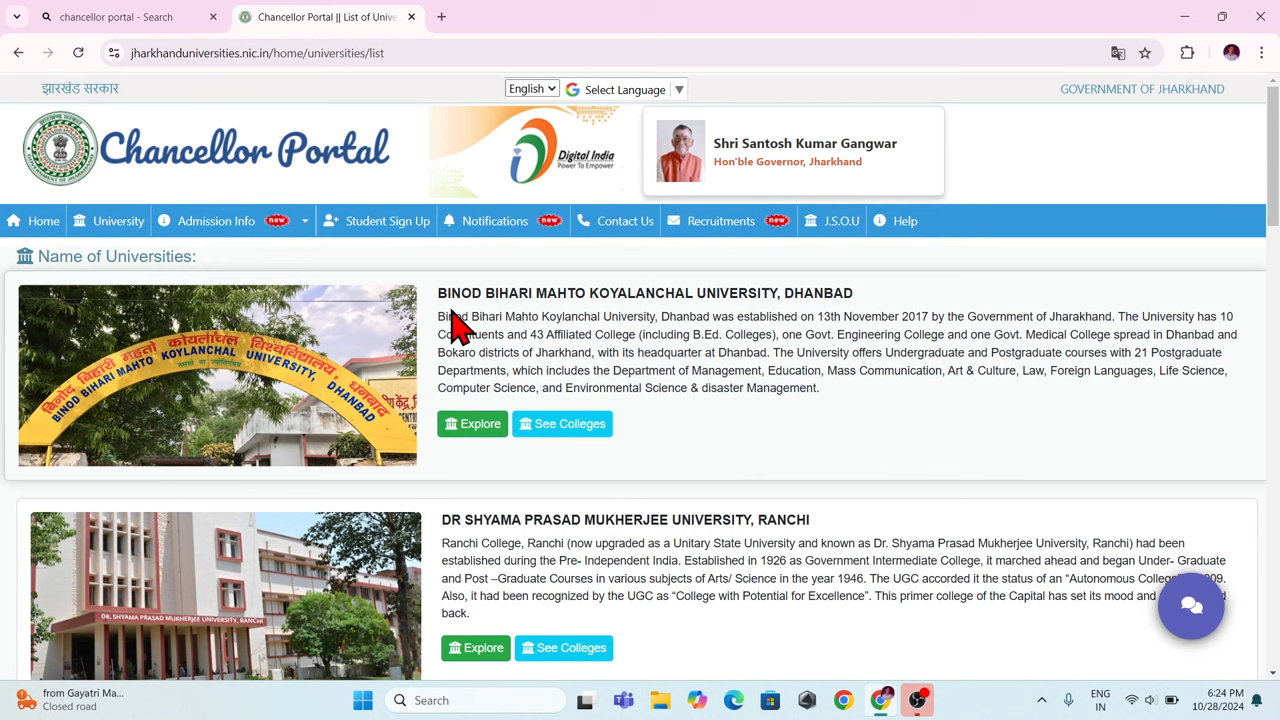 chancellor portal - Search
Chancellor Portal || List of Unive
jharkhanduniversities.nic.in/home/universities/list
झारखंड सरकार
English
Select Language
GOVERNMENT OF JHARKHAND
Chancellor Portal
Digital India
Power To Empower
Shri Santosh Kumar Gangwar
Hon'ble Governor, Jharkhand
Home University Admission Info new Student Sign Up Notifications new Contact Us Recruitments new J.S.O.U Help
Name of Universities:
बिनोद बिहारी महतो कोयलांचल विश्वविद्यालय, धनबाद
BINOD BIHARI MAHTO KOYLANCHAL UNIVERSITY, DHANBAD
BINOD BIHARI MAHTO KOYALANCHAL UNIVERSITY, DHANBAD
Bihari Mahto Koylanchal University, Dhanbad was established on 13th November 2017 by the Government of Jharakhand. The University has 10
and 43 Affiliated College (including B.Ed. Colleges), one Govt. Engineering College and one Govt. Medical College spread in Dhanbad and
Bokaro districts of Jharkhand, with its headquarter at Dhanbad. The University offers Undergraduate and Postgraduate courses with 21 Postgraduate
Departments, which includes the Department of Management, Education, Mass Communication, Art & Culture, Law, Foreign Languages, Life Science,
Computer Science, and Environmental Science & disaster Management.
Explore See Colleges
DR. SHYAMA PRASAD MUKHERJEE UNIVERSITY, RANCHI
DR SHYAMA PRASAD MUKHERJEE UNIVERSITY, RANCHI
Ranchi College, Ranchi (now upgraded as a Unitary State University and known as Dr. Shyama Prasad Mukherjee University, Ranchi) had been
established during the Pre- Independent India. Established in 1926 as Government Intermediate College, it marched ahead and began Under- Graduate
and Post –Graduate Courses in various subjects of Arts/ Science in the year 1946. The UGC accorded it the status of an “Autonomous College”
Also, it had been recognized by the UGC as “College with Potential for Excellence”. This primer college of the Capital has set its mood and
back.
Explore See Colleges
from Gayatri Ma...
Closed road
Search
ENG
IN
6:24 PM
10/28/2024